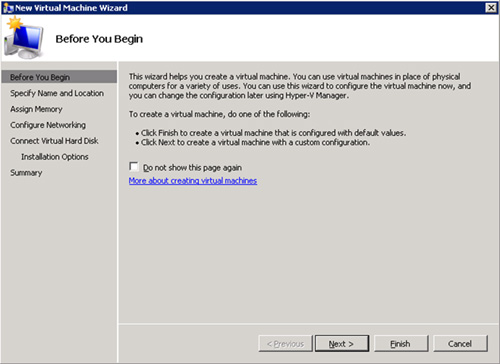 New Virtual Machine Wizard
Before You Begin
Before You Begin
Specify Name and Location
Assign Memory
Configure Networking
Connect Virtual Hard Disk
Installation Options
Summary
This wizard helps you create a virtual machine. You can use virtual machines in place of physical
computers for a variety of uses. You can use this wizard to configure the virtual machine now, and
you can change the configuration later using Hyper-V Manager.
To create a virtual machine, do one of the following:
• Click Finish to create a virtual machine that is configured with default values.
• Click Next to create a virtual machine with a custom configuration.
Do not show this page again
More about creating virtual machines
< Previous
Next >
Finish
Cancel